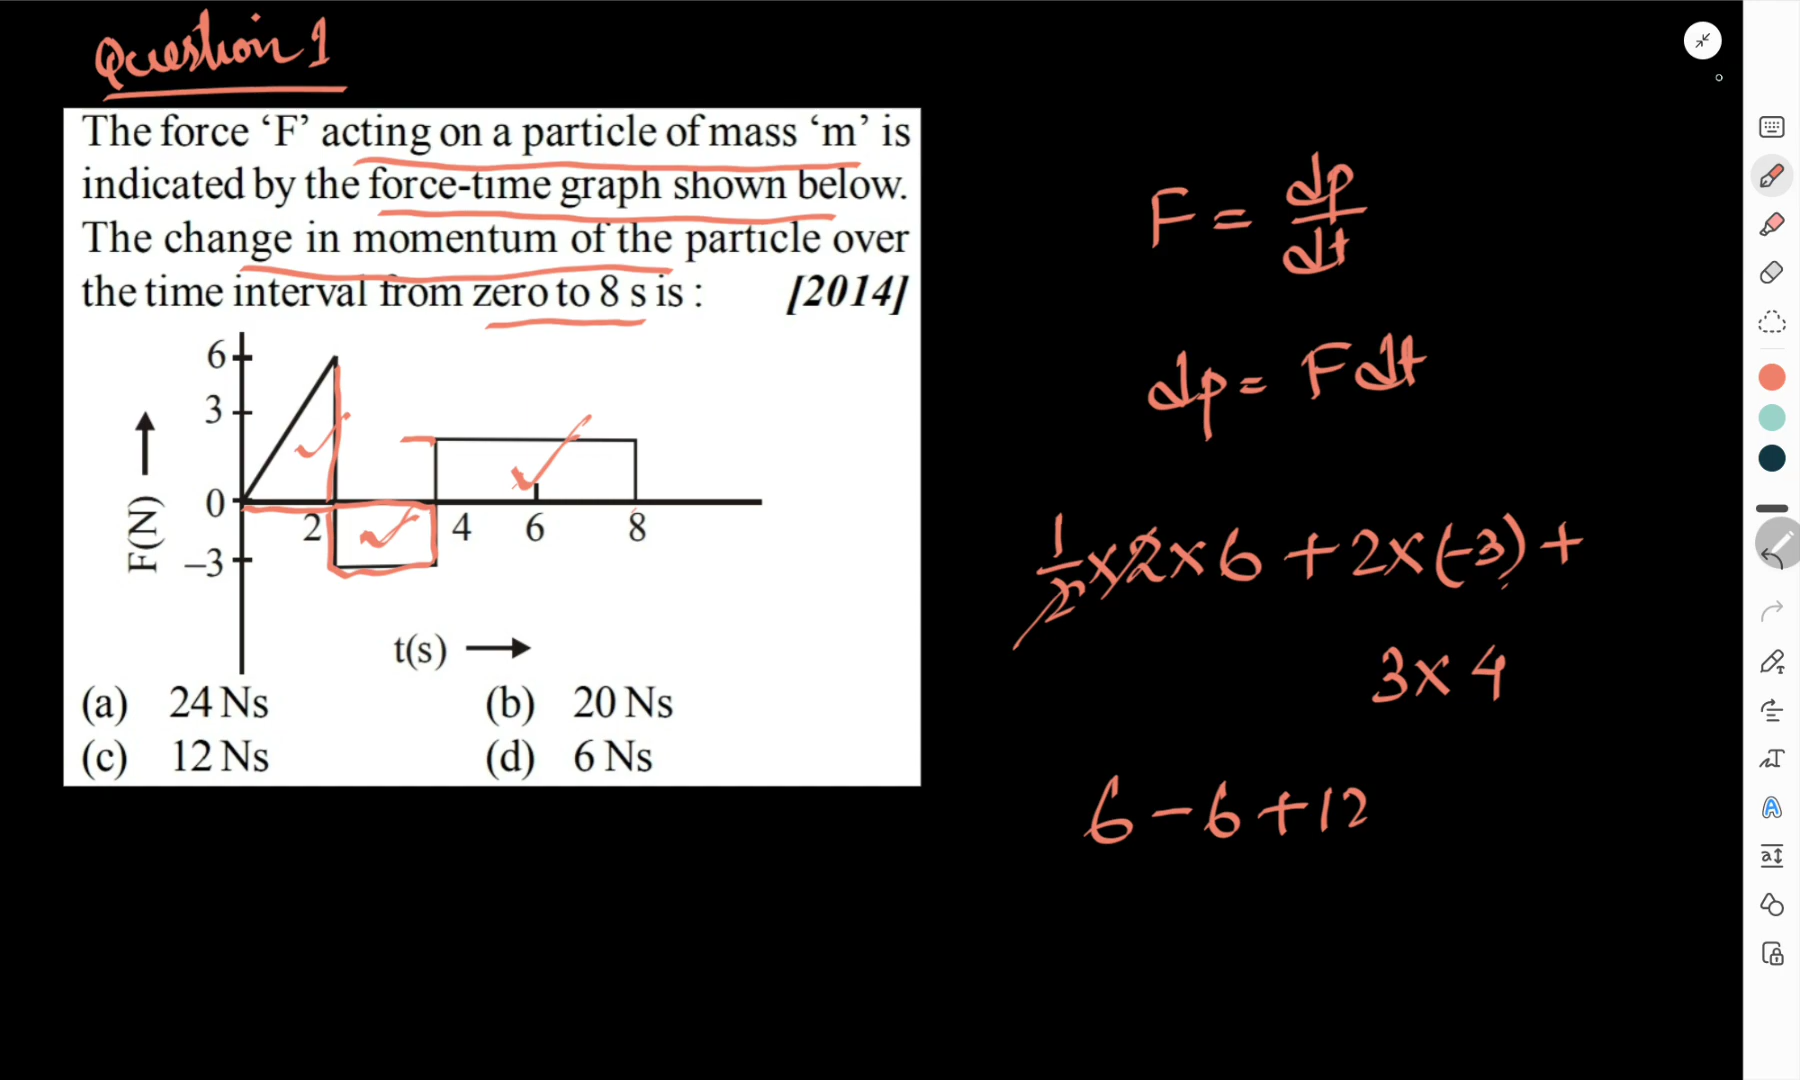 Question 1
The force ‘F’ acting on a particle of mass ‘m’ is
indicated by the force-time graph shown below.
The change in momentum of the particle over
the time interval from zero to 8 s is : [2014]
6
3
0
–3
F(N)
2 4 6 8
t(s)
(a) 24 Ns (b) 20 Ns
(c) 12 Ns (d) 6 Ns
F = dp/dt
dp = Fdt
1/2 × 2 × 6 + 2 × (-3) +
3 × 4
6 - 6 + 12